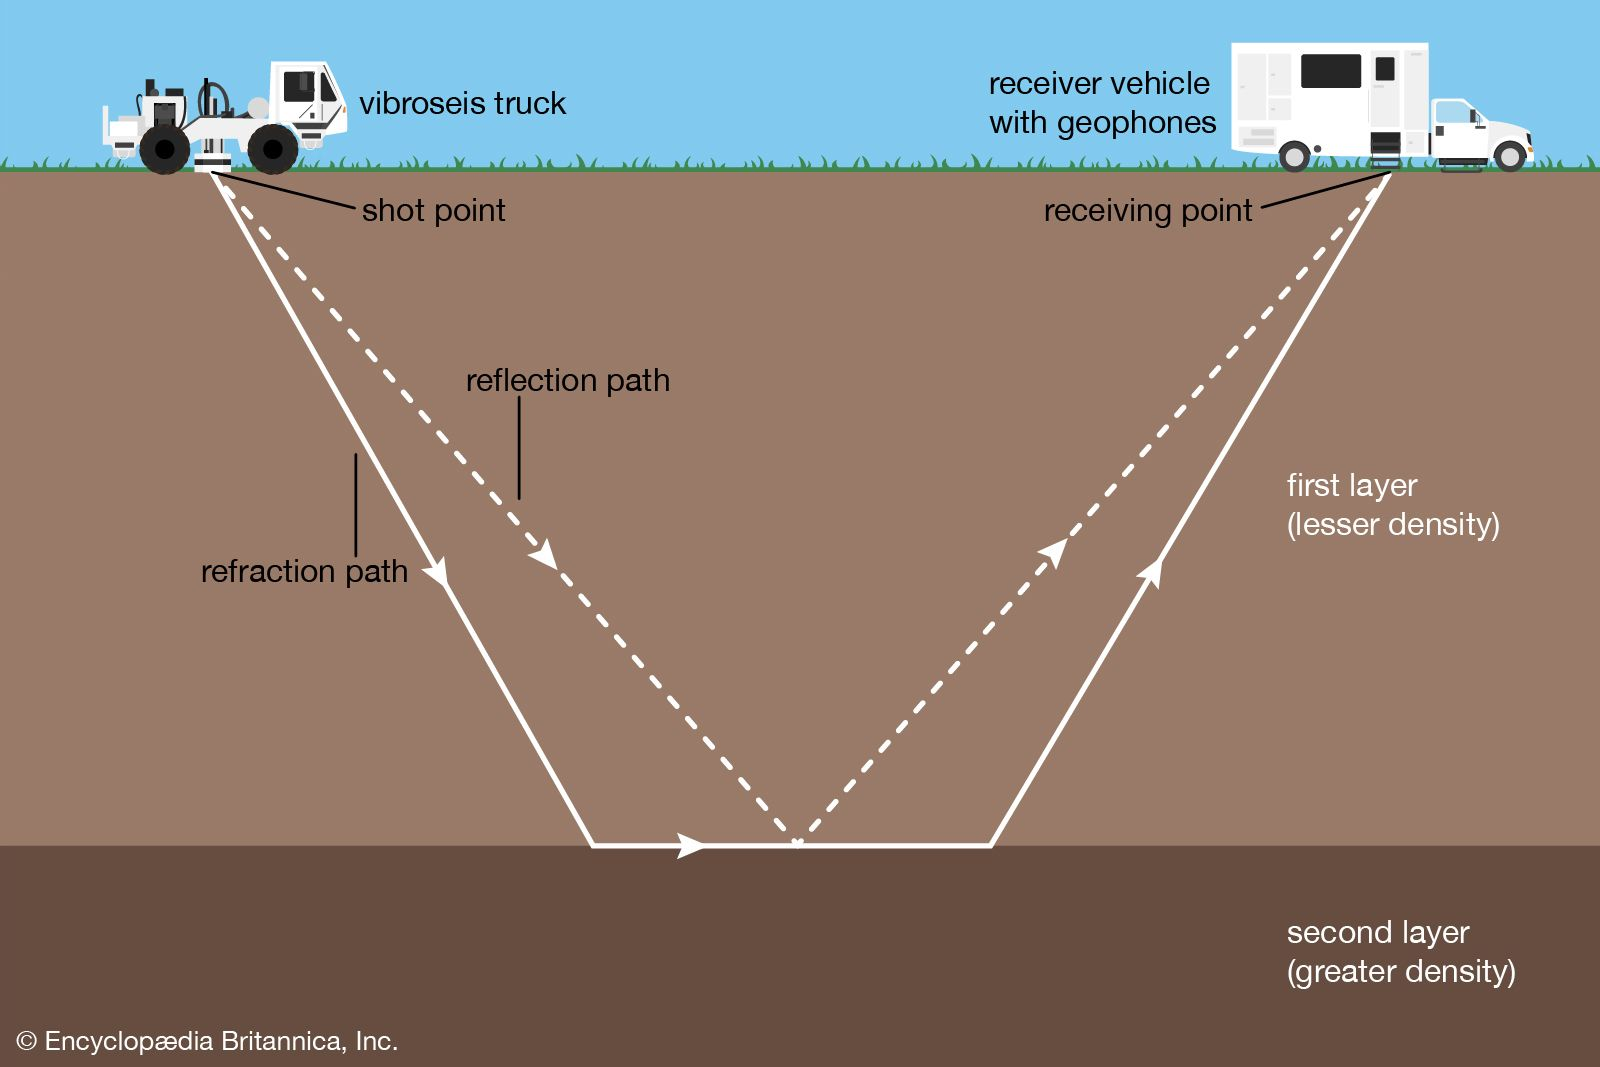 vibroseis truck
receiver vehicle
with geophones
shot point
receiving point
reflection path
refraction path
first layer
(lesser density)
second layer
(greater density)
© Encyclopædia Britannica, Inc.